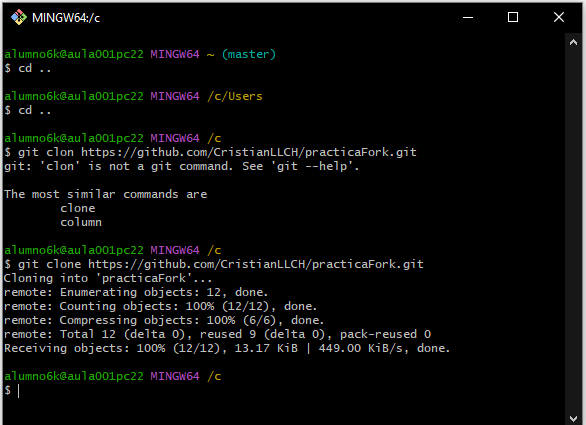 MINGW64:/c
alumno6k@aula001pc22 MINGW64 ~ (master)
$ cd ..
alumno6k@aula001pc22 MINGW64 /c/Users
$ cd ..
alumno6k@aula001pc22 MINGW64 /c
$ git clon https://github.com/CristianLLCH/practicaFork.git
git: 'clon' is not a git command. See 'git --help'.
The most similar commands are
        clone
        column
alumno6k@aula001pc22 MINGW64 /c
$ git clone https://github.com/CristianLLCH/practicaFork.git
Cloning into 'practicaFork'...
remote: Enumerating objects: 12, done.
remote: Counting objects: 100% (12/12), done.
remote: Compressing objects: 100% (6/6), done.
remote: Total 12 (delta 0), reused 9 (delta 0), pack-reused 0
Receiving objects: 100% (12/12), 13.17 KiB | 449.00 KiB/s, done.
alumno6k@aula001pc22 MINGW64 /c
$